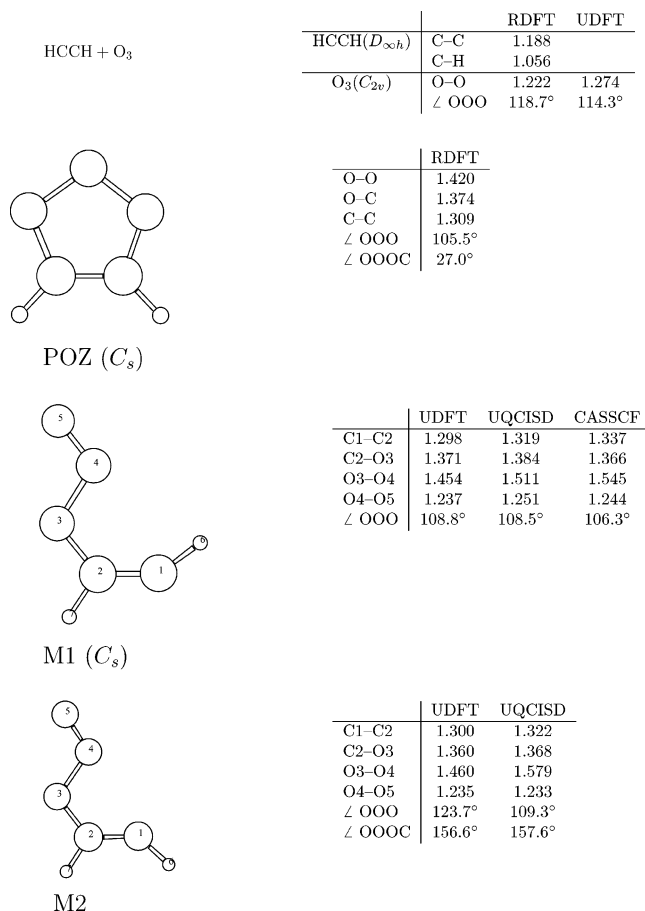 HCCH + O3
RDFT UDFT
HCCH(D∞h) C–C 1.188
C–H 1.056
O3(C2v) O–O 1.222 1.274
∠ OOO 118.7° 114.3°
RDFT
O–O 1.420
O–C 1.374
C–C 1.309
∠ OOO 105.5°
∠ OOOC 27.0°
POZ (Cs)
5
4
3
2
1
6
7
UDFT UQCISD CASSCF
C1–C2 1.298 1.319 1.337
C2–O3 1.371 1.384 1.366
O3–O4 1.454 1.511 1.545
O4–O5 1.237 1.251 1.244
∠ OOO 108.8° 108.5° 106.3°
M1 (Cs)
5
4
3
2
1
6
7
UDFT UQCISD
C1–C2 1.300 1.322
C2–O3 1.360 1.368
O3–O4 1.460 1.579
O4–O5 1.235 1.233
∠ OOO 123.7° 109.3°
∠ OOOC 156.6° 157.6°
M2